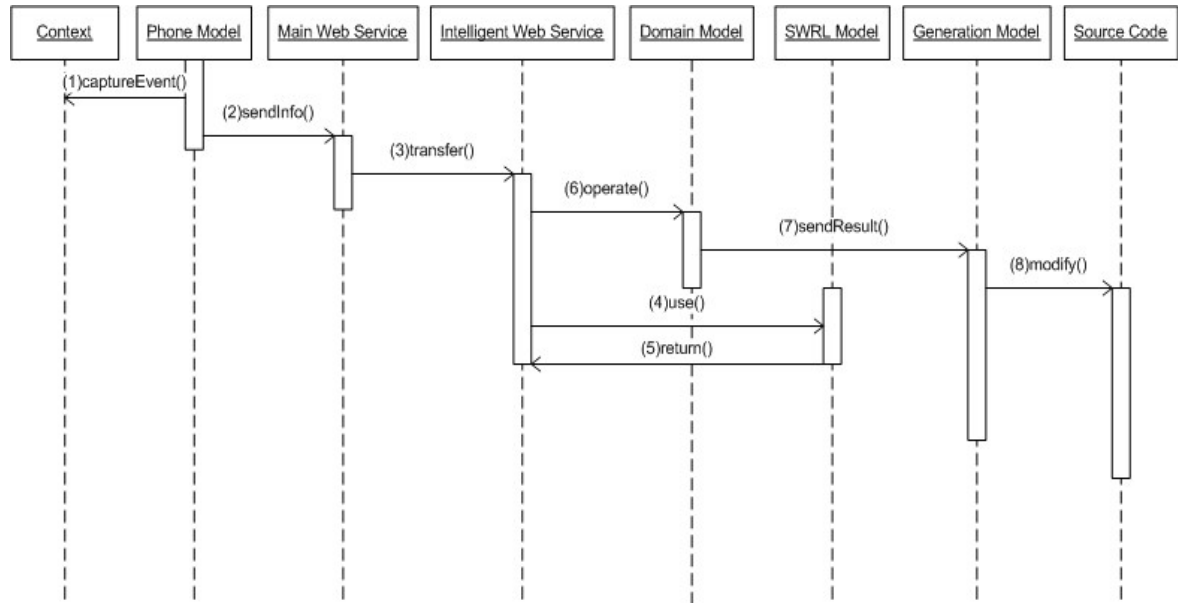 Context
Phone Model
Main Web Service
Intelligent Web Service
Domain Model
SWRL Model
Generation Model
Source Code
(1)captureEvent()
(2)sendInfo()
(3)transfer()
(6)operate()
(7)sendResult()
(8)modify()
(4)use()
(5)return()